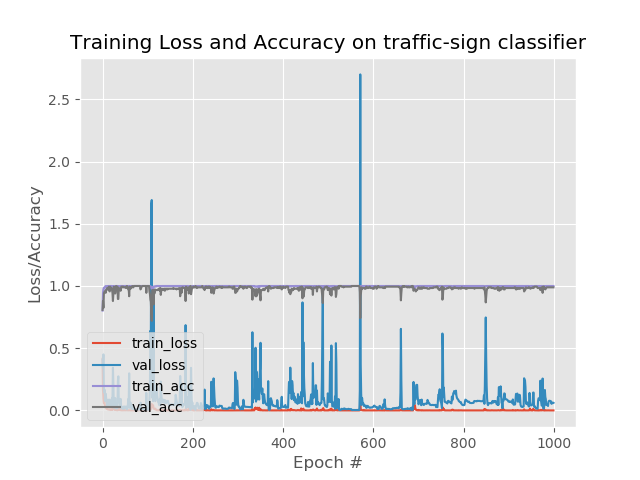 Training Loss and Accuracy on traffic-sign classifier
Loss/Accuracy
2.5
2.0
1.5
1.0
0.5
0.0
train_loss
val_loss
train_acc
val_acc
0 200 400 600 800 1000
Epoch #